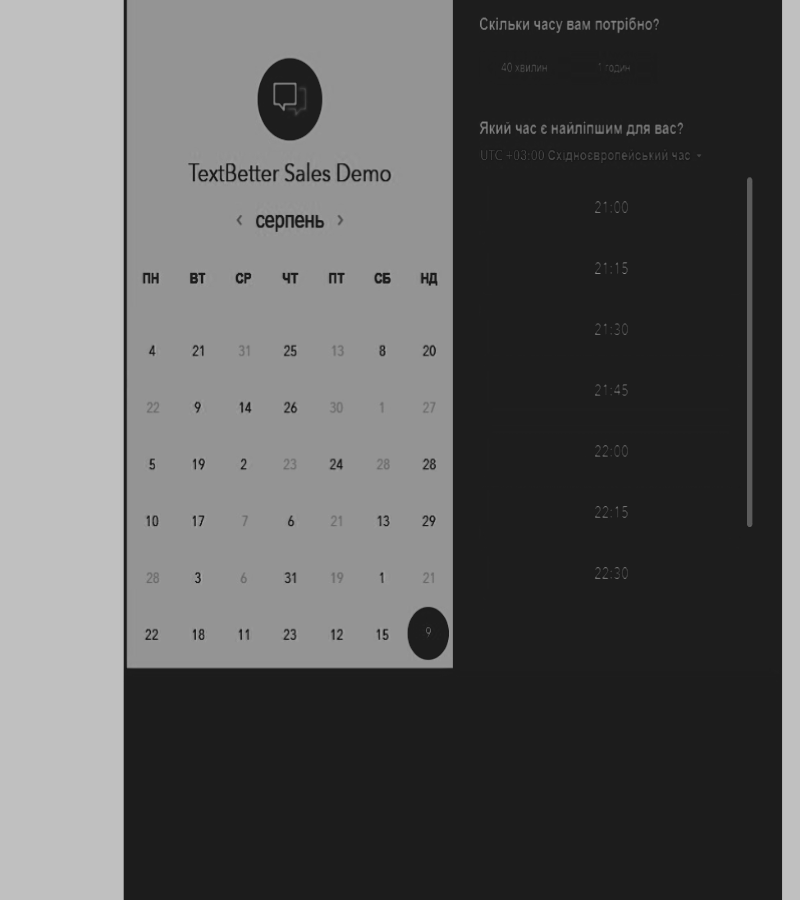 TextBetter Sales Demo
‹ серпень ›
ПН ВТ СР ЧТ ПТ СБ НД
4 21 31 25 13 8 20
22 9 14 26 30 1 27
5 19 2 23 24 28 28
10 17 7 6 21 13 29
28 3 6 31 19 1 21
22 18 11 23 12 15 9
Скільки часу вам потрібно?
40 хвилин 1 годин
Який час є найліпшим для вас?
UTC +03:00 Східноєвропейський час
21:00
21:15
21:30
21:45
22:00
22:15
22:30